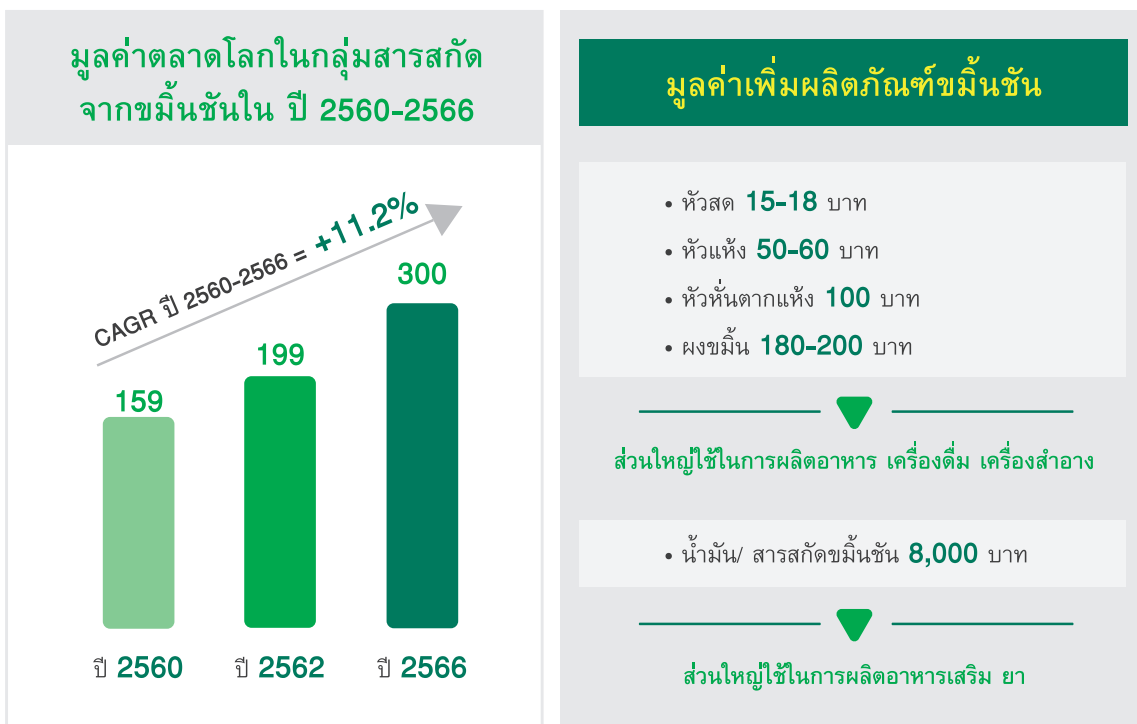 มูลค่าตลาดโลกในกลุ่มสารสกัด
จากขมิ้นชันใน ปี 2560-2566
CAGR ปี 2560-2566 = +11.2%
159
199
300
ปี 2560
ปี 2562
ปี 2566
มูลค่าเพิ่มผลิตภัณฑ์ขมิ้นชัน
• หัวสด 15-18 บาท
• หัวแห้ง 50-60 บาท
• หัวหั่นตากแห้ง 100 บาท
• ผงขมิ้น 180-200 บาท
ส่วนใหญ่ใช้ในการผลิตอาหาร เครื่องดื่ม เครื่องสำอาง
• น้ำมัน/ สารสกัดขมิ้นชัน 8,000 บาท
ส่วนใหญ่ใช้ในการผลิตอาหารเสริม ยา